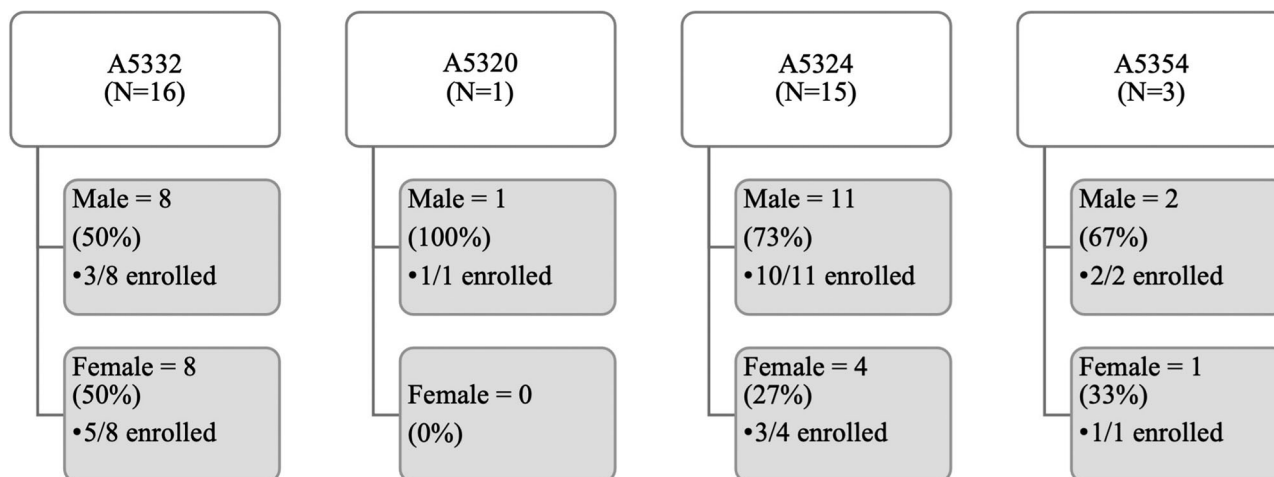 A5332
(N=16)
Male = 8
(50%)
•3/8 enrolled
Female = 8
(50%)
•5/8 enrolled
A5320
(N=1)
Male = 1
(100%)
•1/1 enrolled
Female = 0
(0%)
A5324
(N=15)
Male = 11
(73%)
•10/11 enrolled
Female = 4
(27%)
•3/4 enrolled
A5354
(N=3)
Male = 2
(67%)
•2/2 enrolled
Female = 1
(33%)
•1/1 enrolled